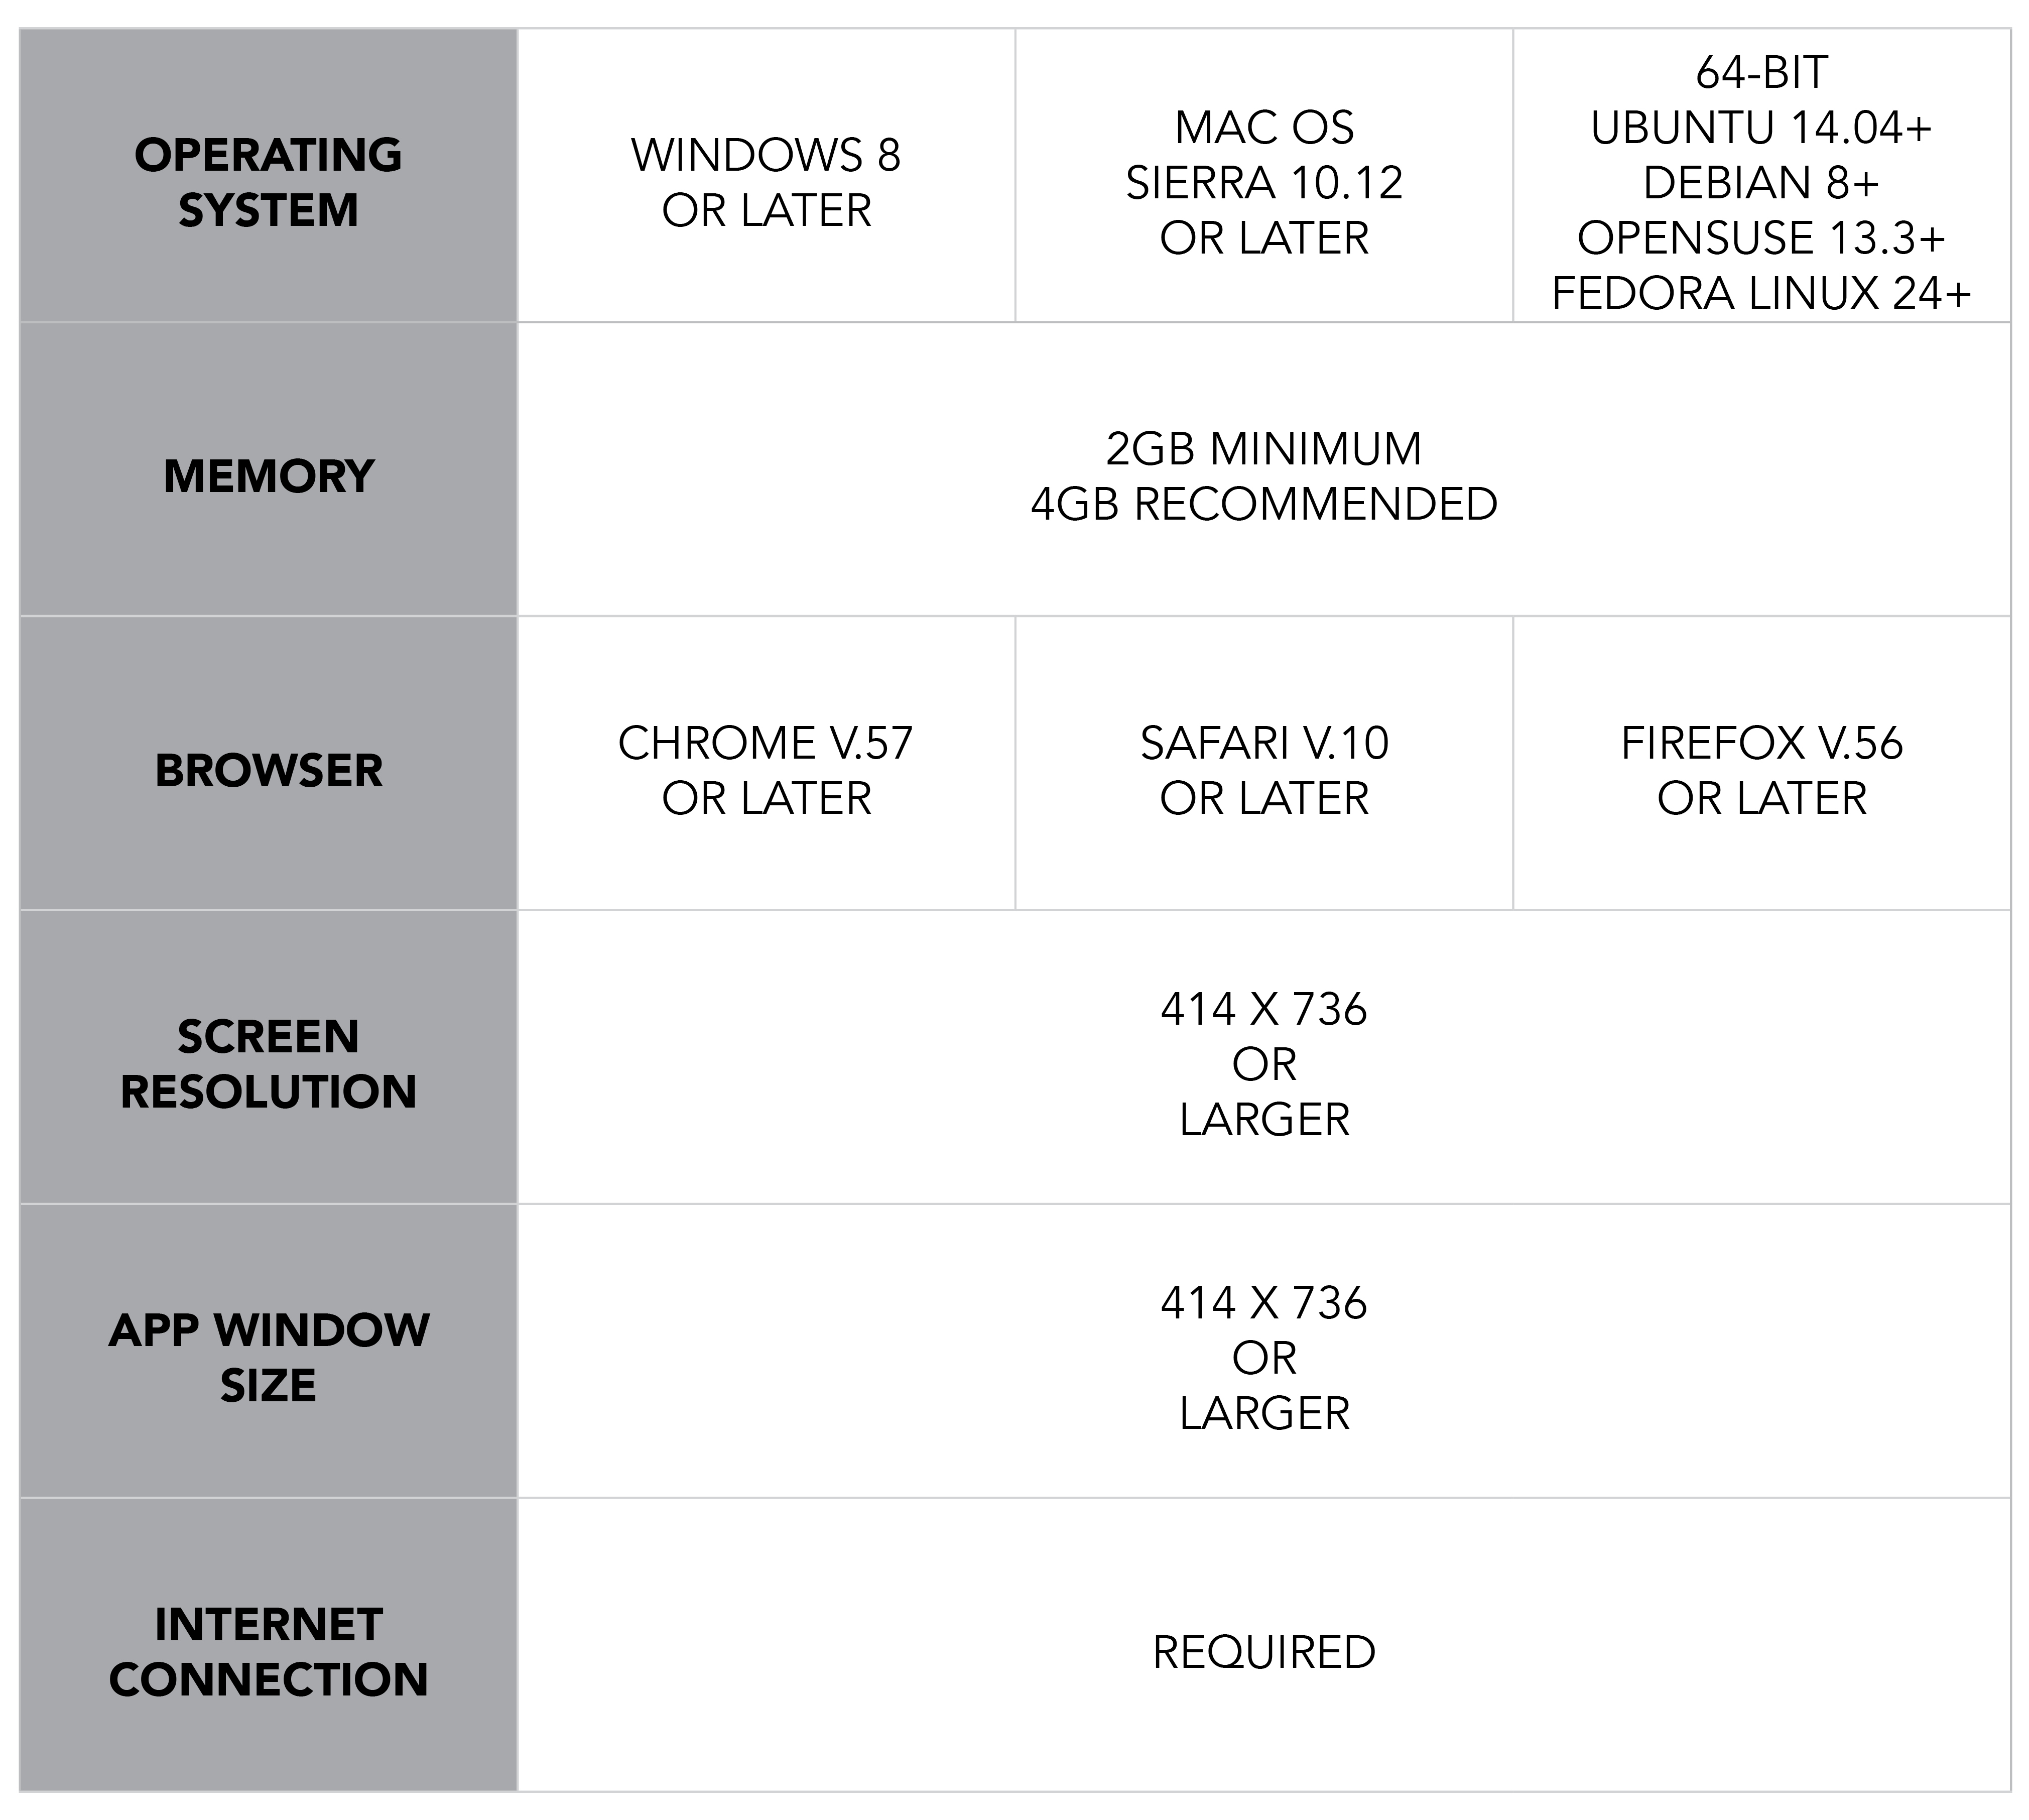 OPERATING
SYSTEM
WINDOWS 8
OR LATER
MAC OS
SIERRA 10.12
OR LATER
64-BIT
UBUNTU 14.04+
DEBIAN 8+
OPENSUSE 13.3+
FEDORA LINUX 24+
MEMORY
2GB MINIMUM
4GB RECOMMENDED
BROWSER
CHROME V.57
OR LATER
SAFARI V.10
OR LATER
FIREFOX V.56
OR LATER
SCREEN
RESOLUTION
414 X 736
OR
LARGER
APP WINDOW
SIZE
414 X 736
OR
LARGER
INTERNET
CONNECTION
REQUIRED